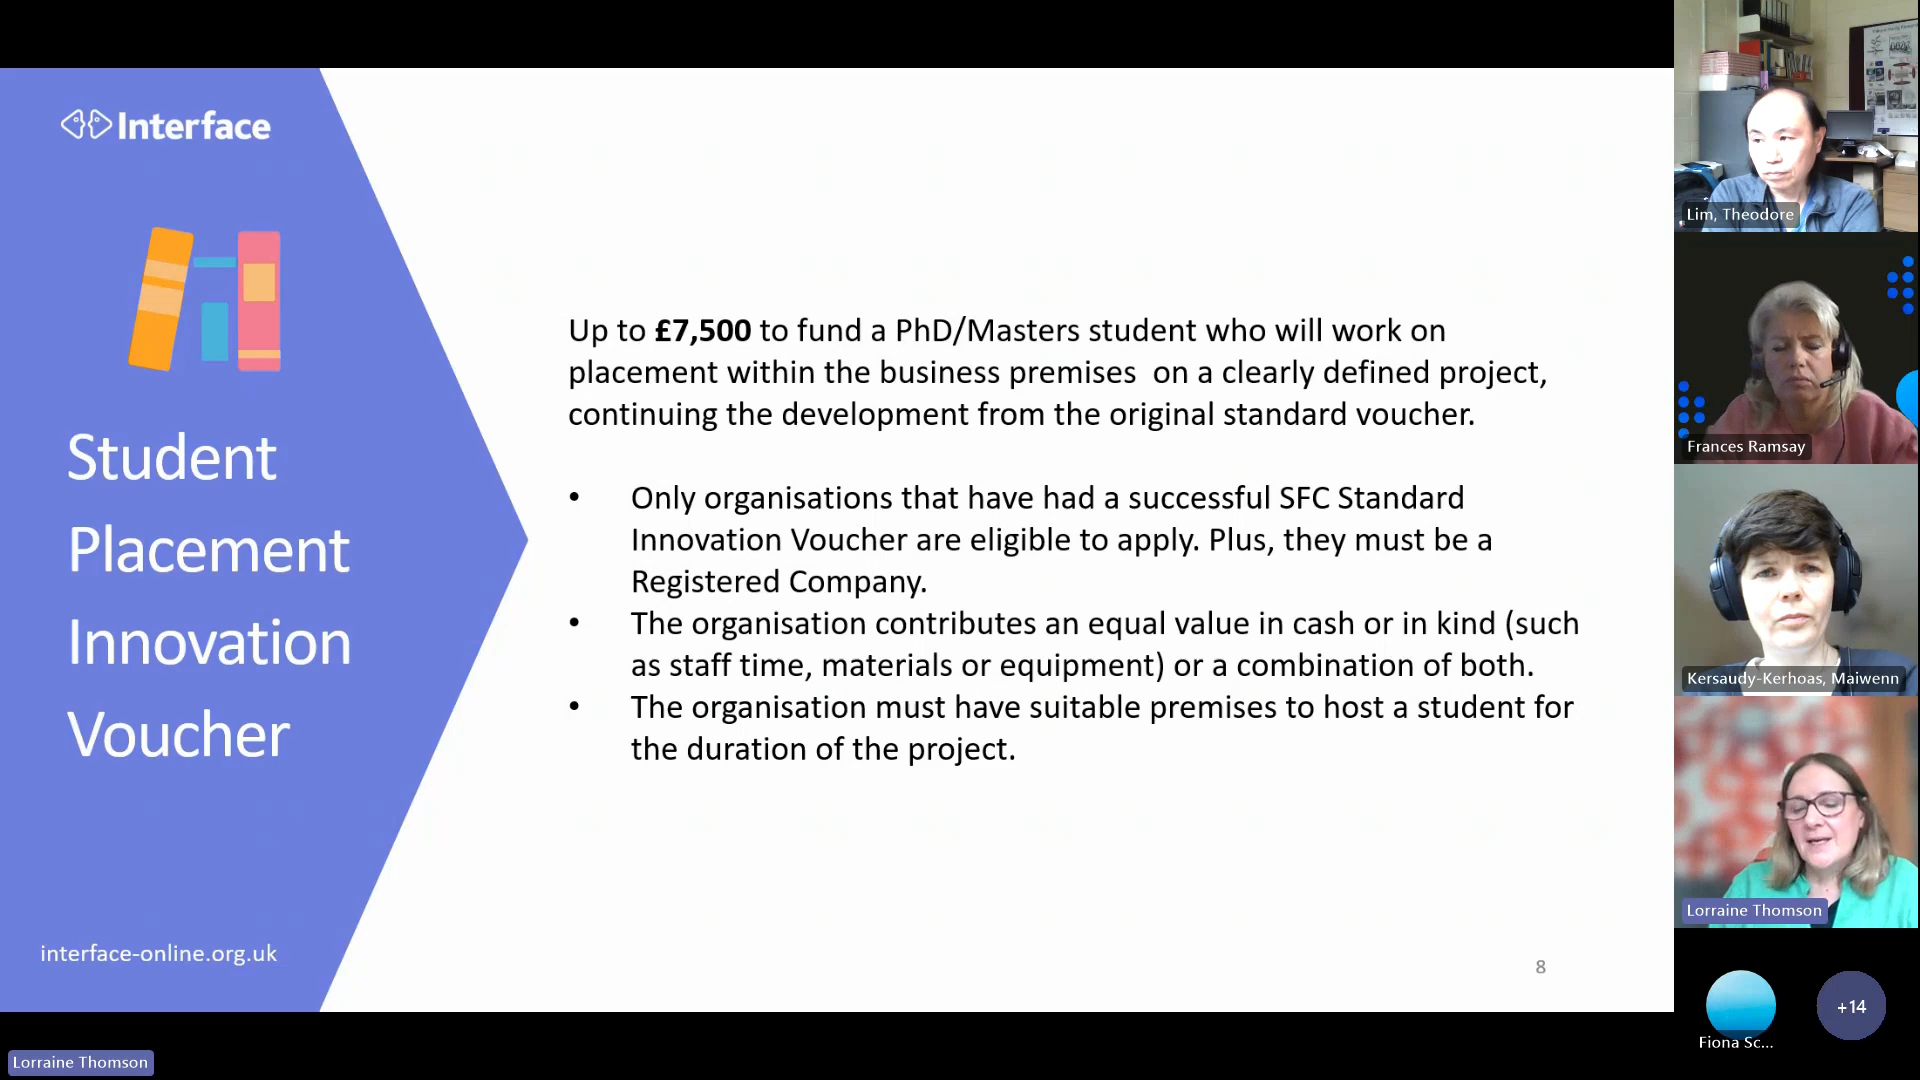 Interface
Student
Placement
Innovation
Voucher
interface-online.org.uk
Up to £7,500 to fund a PhD/Masters student who will work on
placement within the business premises  on a clearly defined project,
continuing the development from the original standard voucher.
• Only organisations that have had a successful SFC Standard
Innovation Voucher are eligible to apply. Plus, they must be a
Registered Company.
• The organisation contributes an equal value in cash or in kind (such
as staff time, materials or equipment) or a combination of both.
• The organisation must have suitable premises to host a student for
the duration of the project.
8
Lim, Theodore
Frances Ramsay
Kersaudy-Kerhoas, Maiwenn
Lorraine Thomson
Fiona Sc...
+14
Lorraine Thomson